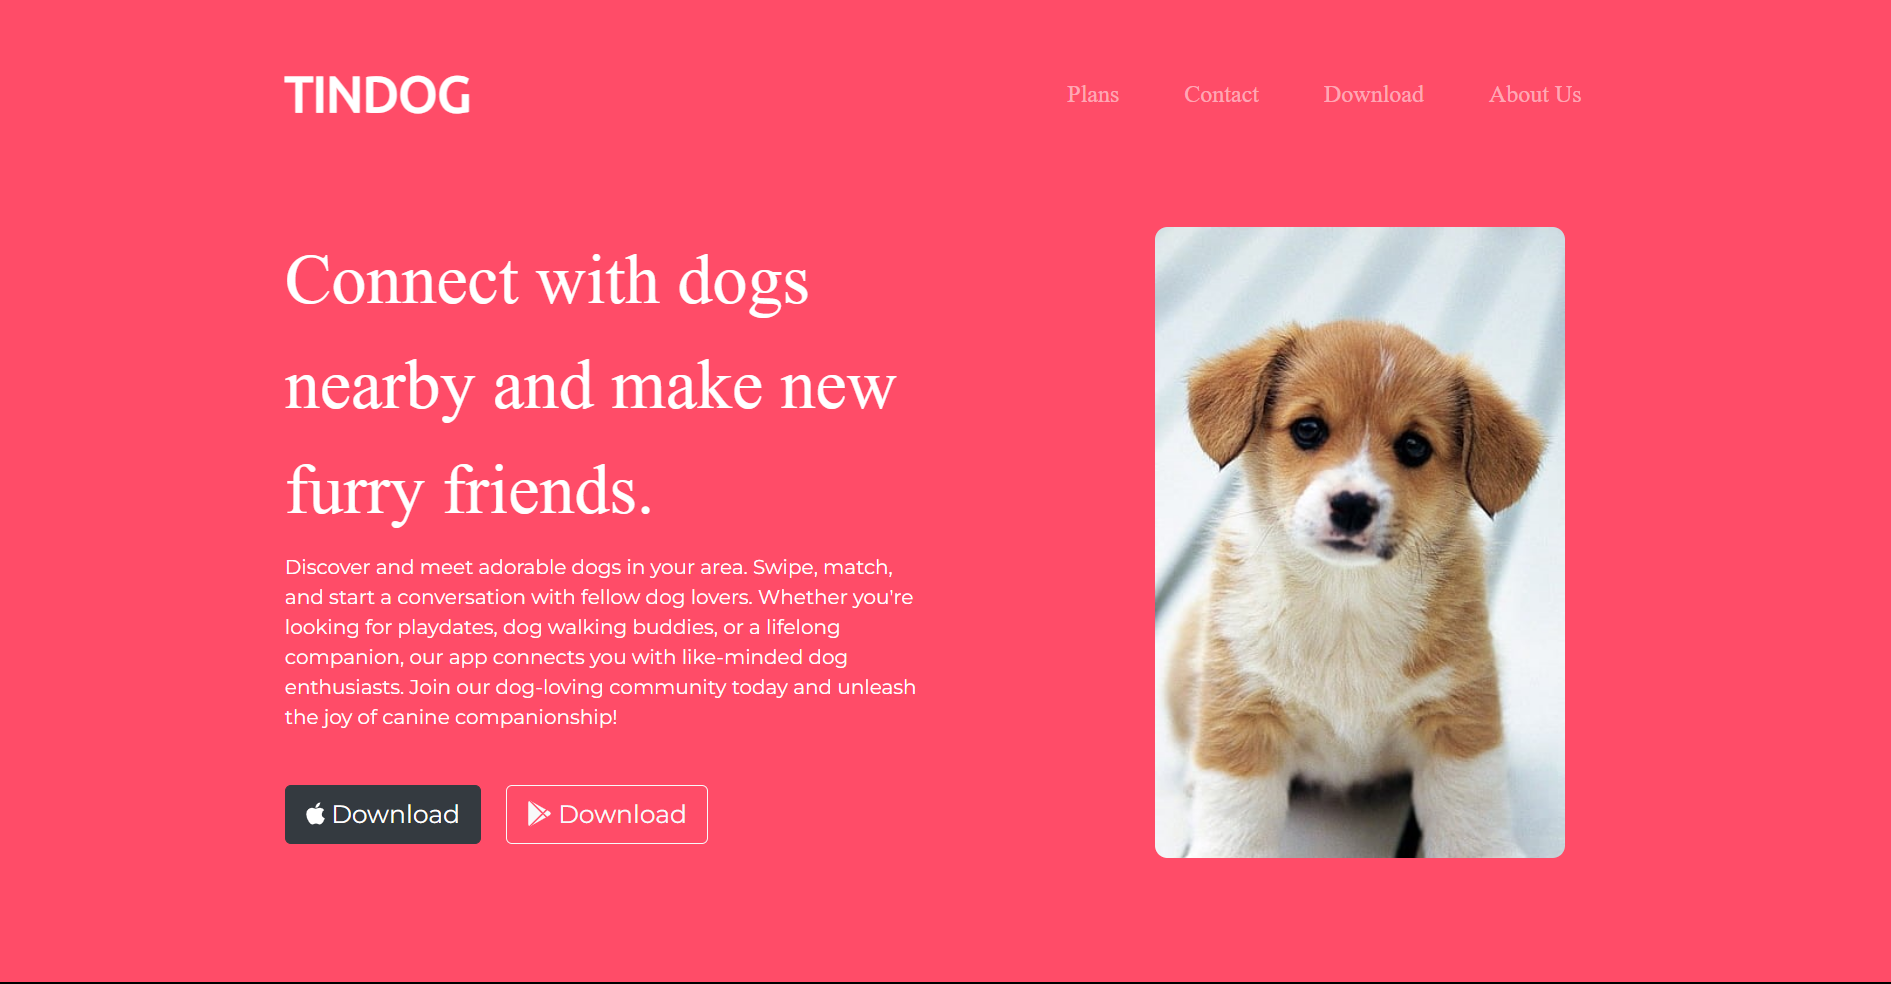 TINDOG
Plans Contact Download About Us
Connect with dogs
nearby and make new
furry friends.
Discover and meet adorable dogs in your area. Swipe, match,
and start a conversation with fellow dog lovers. Whether you're
looking for playdates, dog walking buddies, or a lifelong
companion, our app connects you with like-minded dog
enthusiasts. Join our dog-loving community today and unleash
the joy of canine companionship!
Download Download